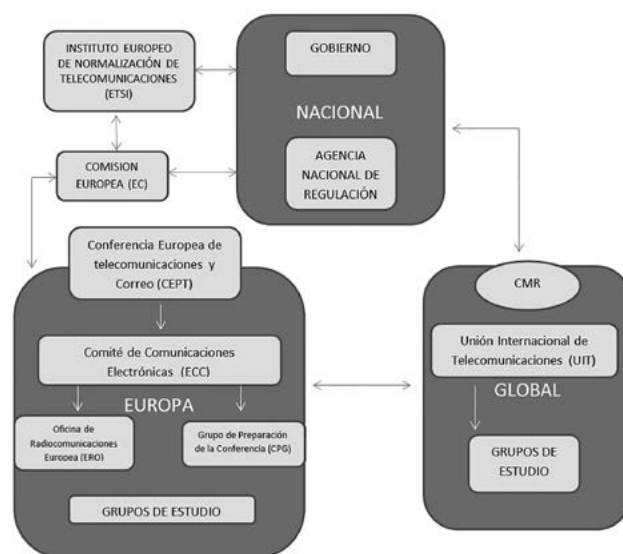 INSTITUTO EUROPEO
DE NORMALIZACIÓN DE
TELECOMUNICACIONES
(ETSI)
GOBIERNO
NACIONAL
COMISION
EUROPEA (EC)
AGENCIA
NACIONAL DE
REGULACIÓN
Conferencia Europea de
telecomunicaciones y
Correo (CEPT)
Comité de Comunicaciones
Electrónicas (ECC)
EUROPA
Oficina de
Radiocomunicaciones
Europea (ERO)
Grupo de Preparación
de la Conferencia (CPG)
GRUPOS DE ESTUDIO
CMR
Unión Internacional de
Telecomunicaciones (UIT)
GLOBAL
GRUPOS DE
ESTUDIO